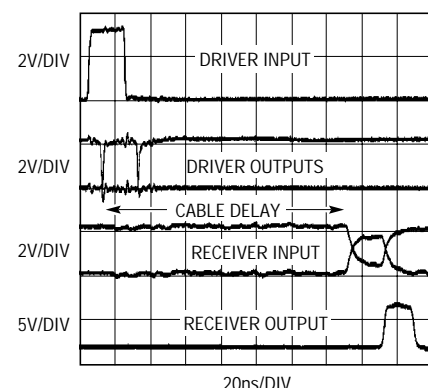 2V/DIV
DRIVER INPUT
2V/DIV
DRIVER OUTPUTS
CABLE DELAY
2V/DIV
RECEIVER INPUT
5V/DIV
RECEIVER OUTPUT
20ns/DIV